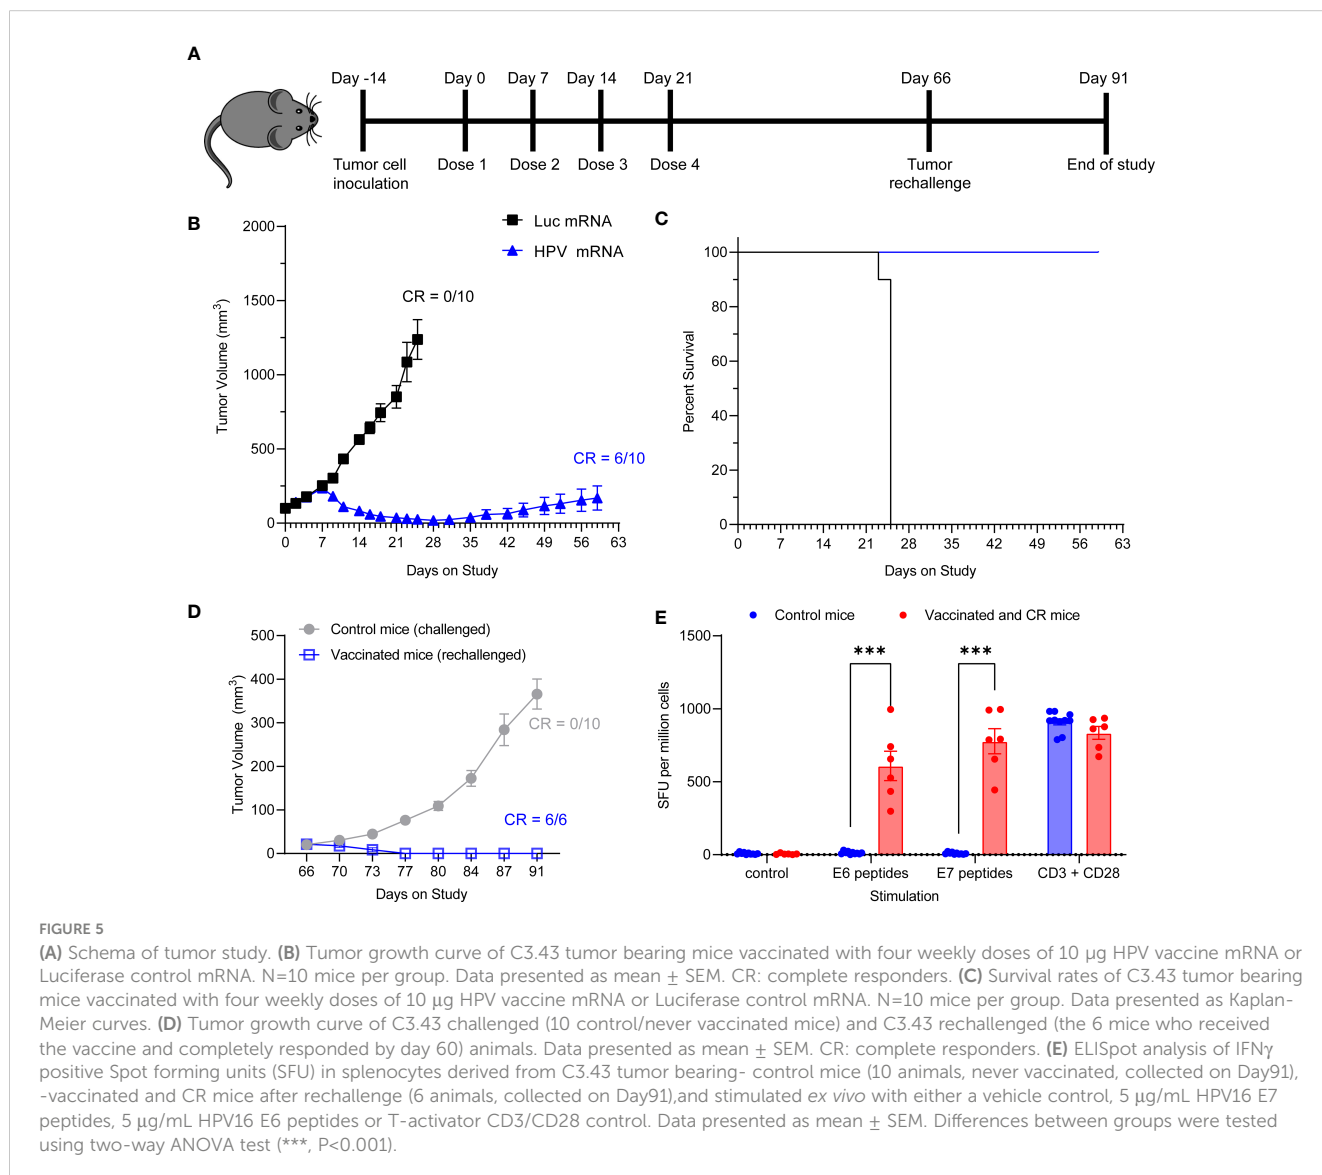 A
Day -14 Day 0 Day 7 Day 14 Day 21 Day 66 Day 91
Tumor cell inoculation Dose 1 Dose 2 Dose 3 Dose 4 Tumor rechallenge End of study
B
Luc mRNA
HPV mRNA
2000
1500
1000
500
0
Tumor Volume (mm³)
CR = 0/10
CR = 6/10
0 7 14 21 28 35 42 49 56 63
Days on Study
C
100
80
60
40
20
0
Percent Survival
0 7 14 21 28 35 42 49 56 63
Days on Study
D
Control mice (challenged)
Vaccinated mice (rechallenged)
500
400
300
200
100
0
Tumor Volume (mm³)
CR = 0/10
CR = 6/6
66 70 73 77 80 84 87 91
Days on Study
E
Control mice
Vaccinated and CR mice
1500
1000
500
0
SFU per million cells
*** ***
control E6 peptides E7 peptides CD3 + CD28
Stimulation
FIGURE 5
(A) Schema of tumor study. (B) Tumor growth curve of C3.43 tumor bearing mice vaccinated with four weekly doses of 10 µg HPV vaccine mRNA or
Luciferase control mRNA. N=10 mice per group. Data presented as mean ± SEM. CR: complete responders. (C) Survival rates of C3.43 tumor bearing
mice vaccinated with four weekly doses of 10 µg HPV vaccine mRNA or Luciferase control mRNA. N=10 mice per group. Data presented as Kaplan-
Meier curves. (D) Tumor growth curve of C3.43 challenged (10 control/never vaccinated mice) and C3.43 rechallenged (the 6 mice who received
the vaccine and completely responded by day 60) animals. Data presented as mean ± SEM. CR: complete responders. (E) ELISpot analysis of IFNγ
positive Spot forming units (SFU) in splenocytes derived from C3.43 tumor bearing- control mice (10 animals, never vaccinated, collected on Day91),
-vaccinated and CR mice after rechallenge (6 animals, collected on Day91),and stimulated ex vivo with either a vehicle control, 5 µg/mL HPV16 E7
peptides, 5 µg/mL HPV16 E6 peptides or T-activator CD3/CD28 control. Data presented as mean ± SEM. Differences between groups were tested
using two-way ANOVA test (***, P<0.001).